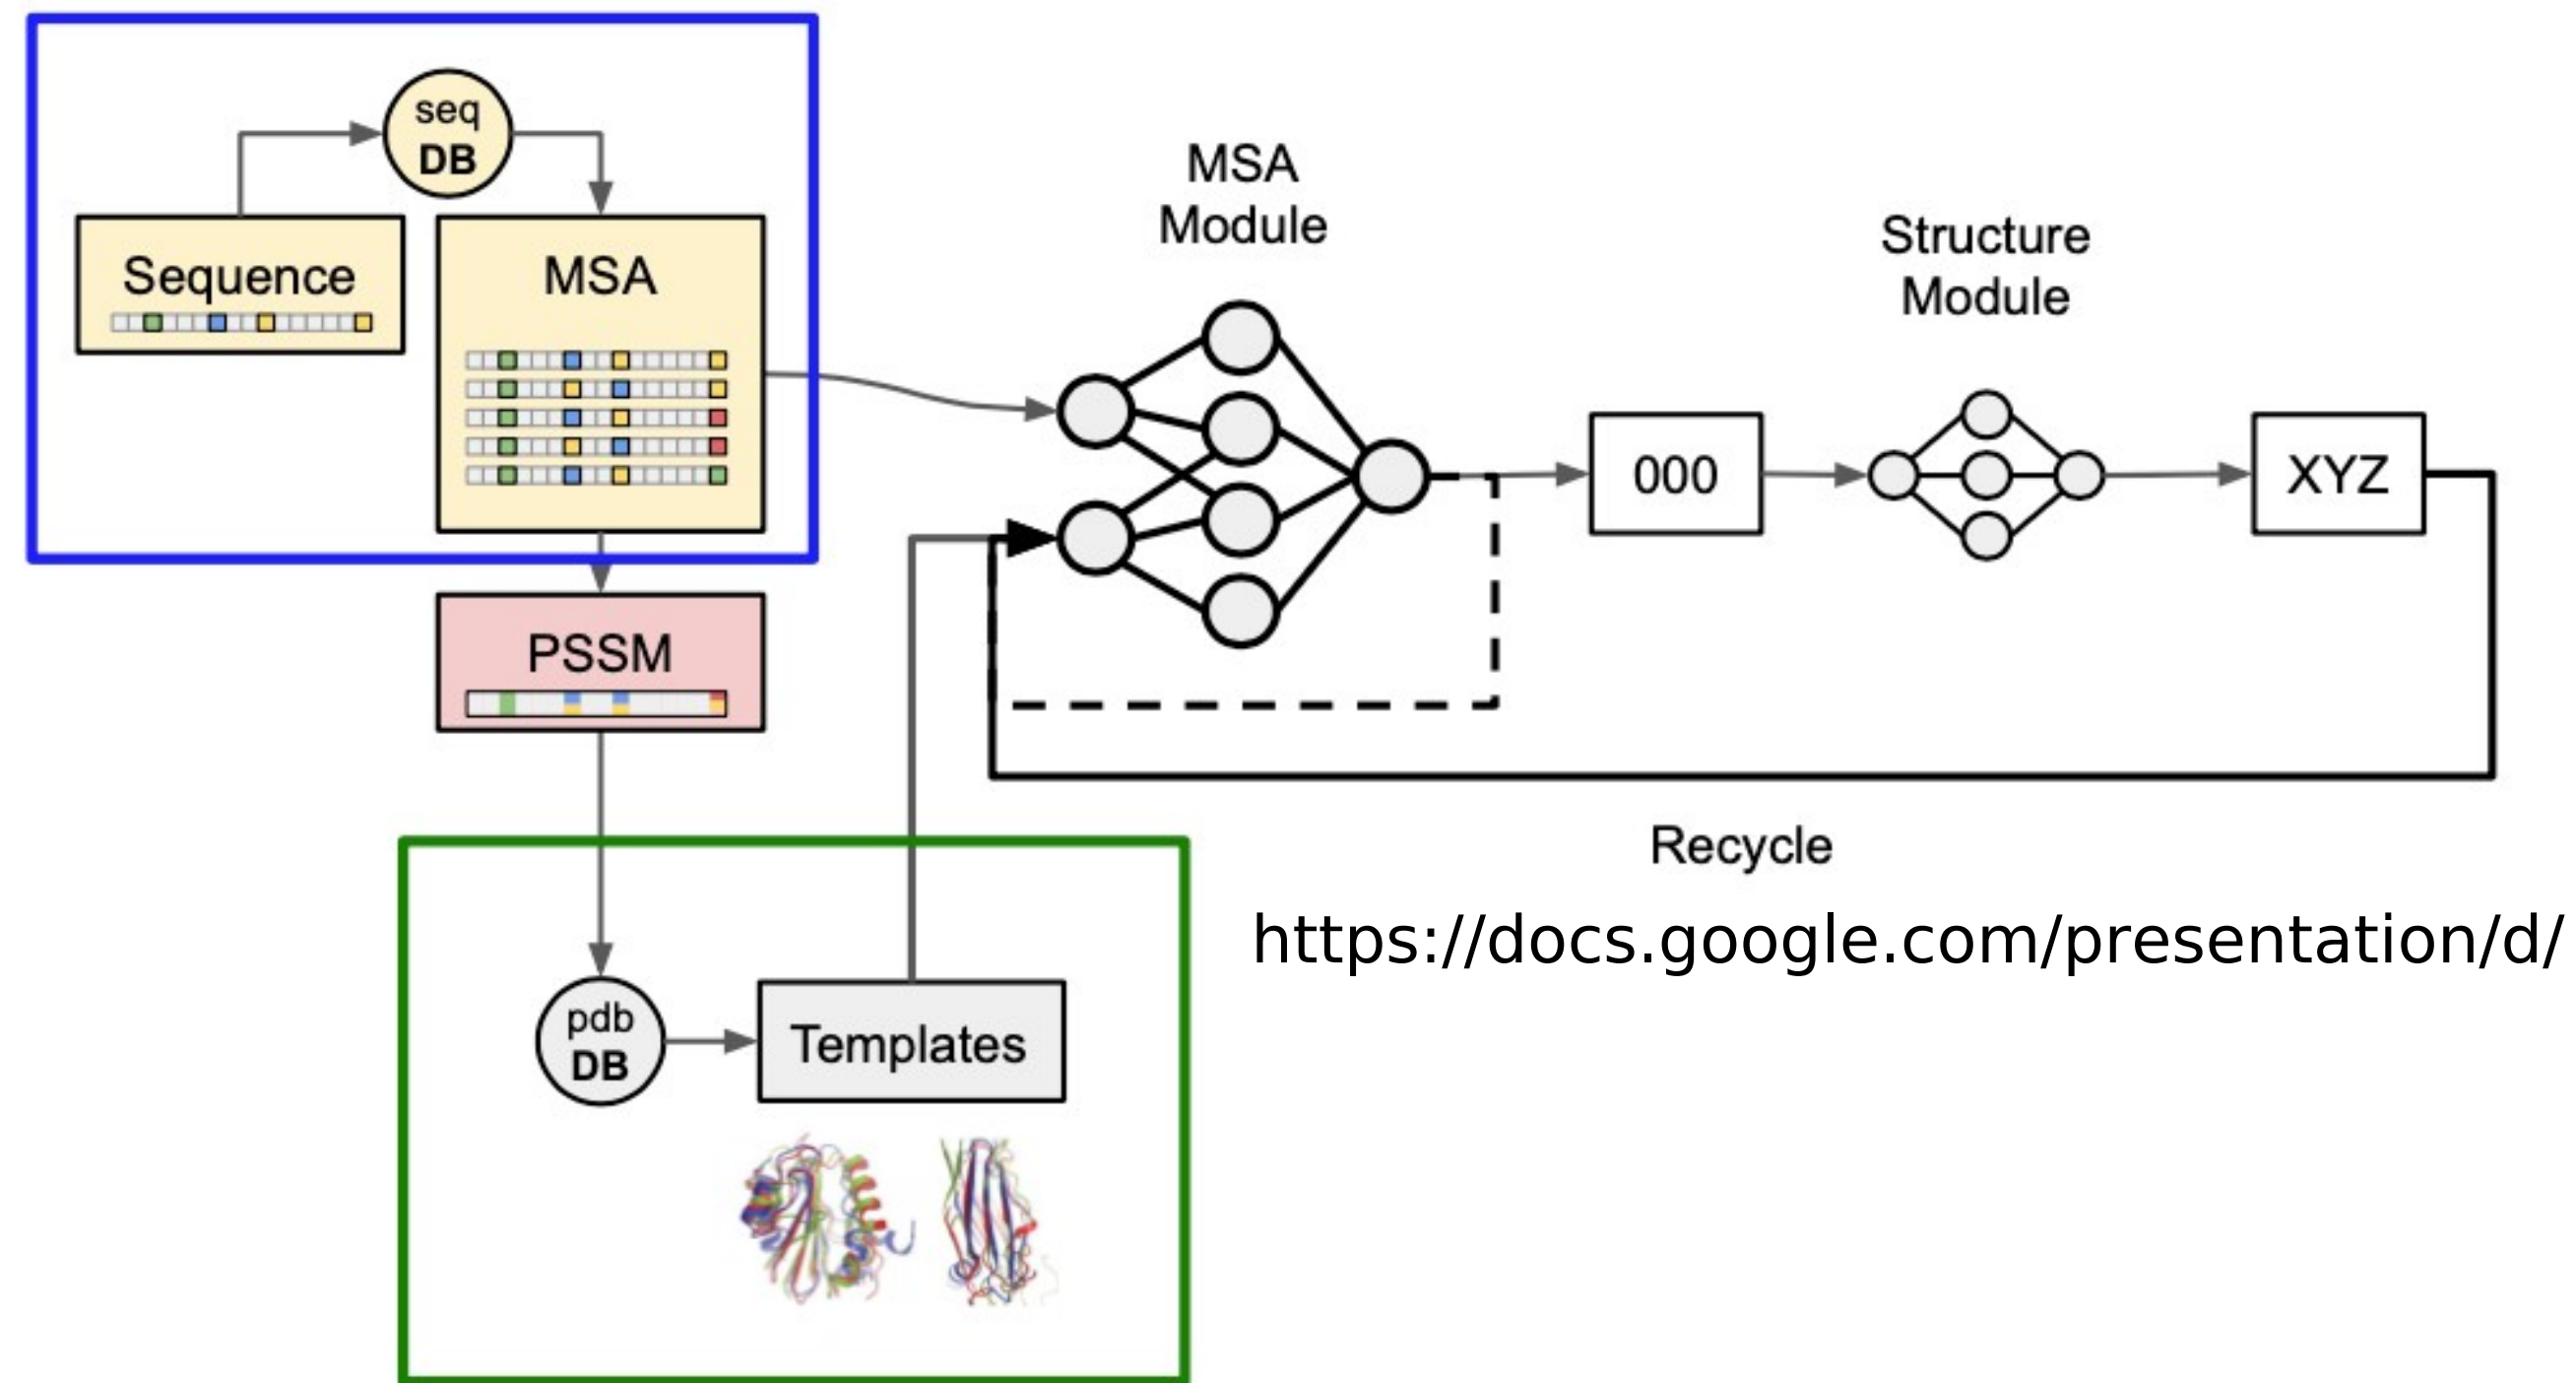 seq
DB
Sequence
MSA
PSSM
pdb
DB
Templates
MSA
Module
000
Structure
Module
XYZ
Recycle
https://docs.google.com/presentation/d/